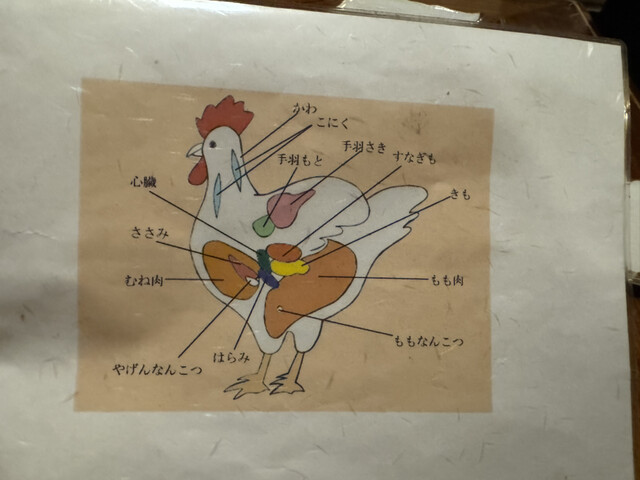 かわ
こにく
手羽さき
手羽もと
すなぎも
心臓
きも
ささみ
むね肉
もも肉
ももなんこつ
はらみ
やげんなんこつ